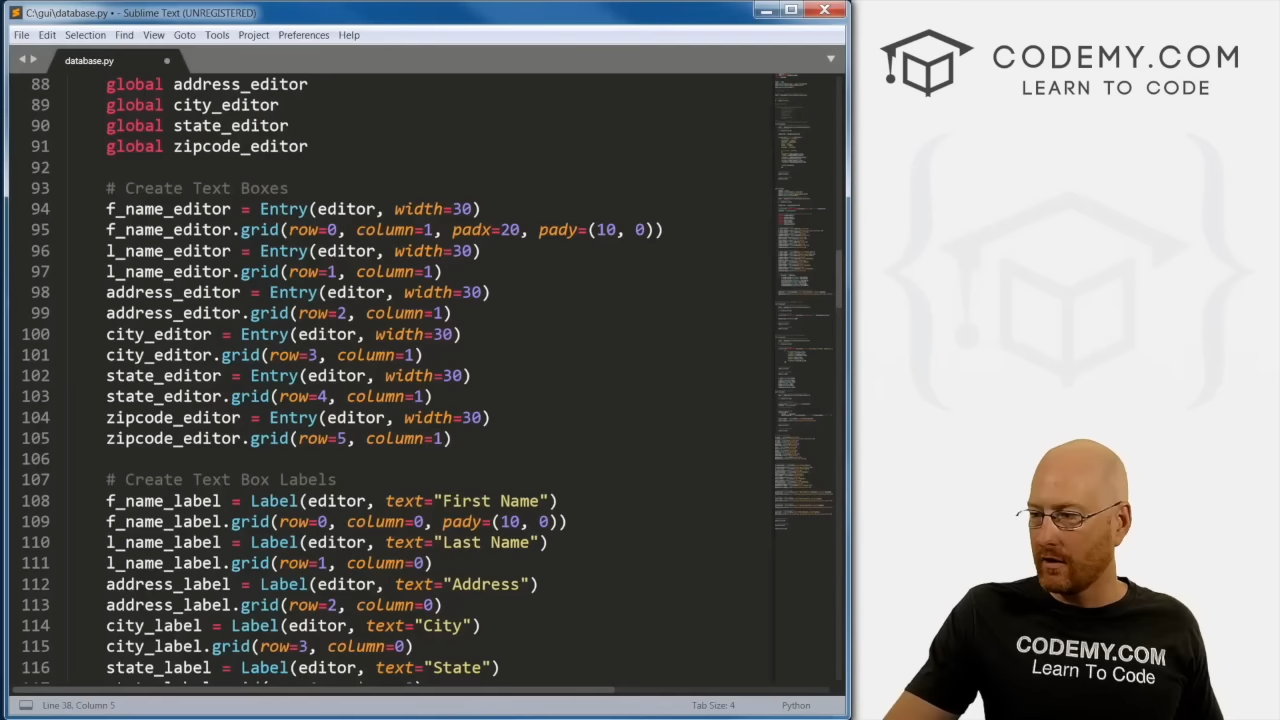 C:\gui\database.py • - Sublime Text (UNREGISTERED)
File Edit Selection Find View Goto Tools Project Preferences Help
database.py
88 global address_editor
89 global city_editor
90 global state_editor
91 global zipcode_editor
92
93 # Create Text Boxes
94 f_name_editor = Entry(editor, width=30)
95 f_name_editor.grid(row=0, column=1, padx=20, pady=(10, 0))
96 l_name_editor = Entry(editor, width=30)
97 l_name_editor.grid(row=1, column=1)
98 address_editor = Entry(editor, width=30)
99 address_editor.grid(row=2, column=1)
100 city_editor = Entry(editor, width=30)
101 city_editor.grid(row=3, column=1)
102 state_editor = Entry(editor, width=30)
103 state_editor.grid(row=4, column=1)
104 zipcode_editor = Entry(editor, width=30)
105 zipcode_editor.grid(row=5, column=1)
106
107 # Create Text Box Labels
108 f_name_label = Label(editor, text="First Name")
109 f_name_label.grid(row=0, column=0, pady=(10, 0))
110 l_name_label = Label(editor, text="Last Name")
111 l_name_label.grid(row=1, column=0)
112 address_label = Label(editor, text="Address")
113 address_label.grid(row=2, column=0)
114 city_label = Label(editor, text="City")
115 city_label.grid(row=3, column=0)
116 state_label = Label(editor, text="State")
Line 38, Column 5 Tab Size: 4 Python
CODEMY.COM
LEARN TO CODE
CODEMY.COM
Learn To Code